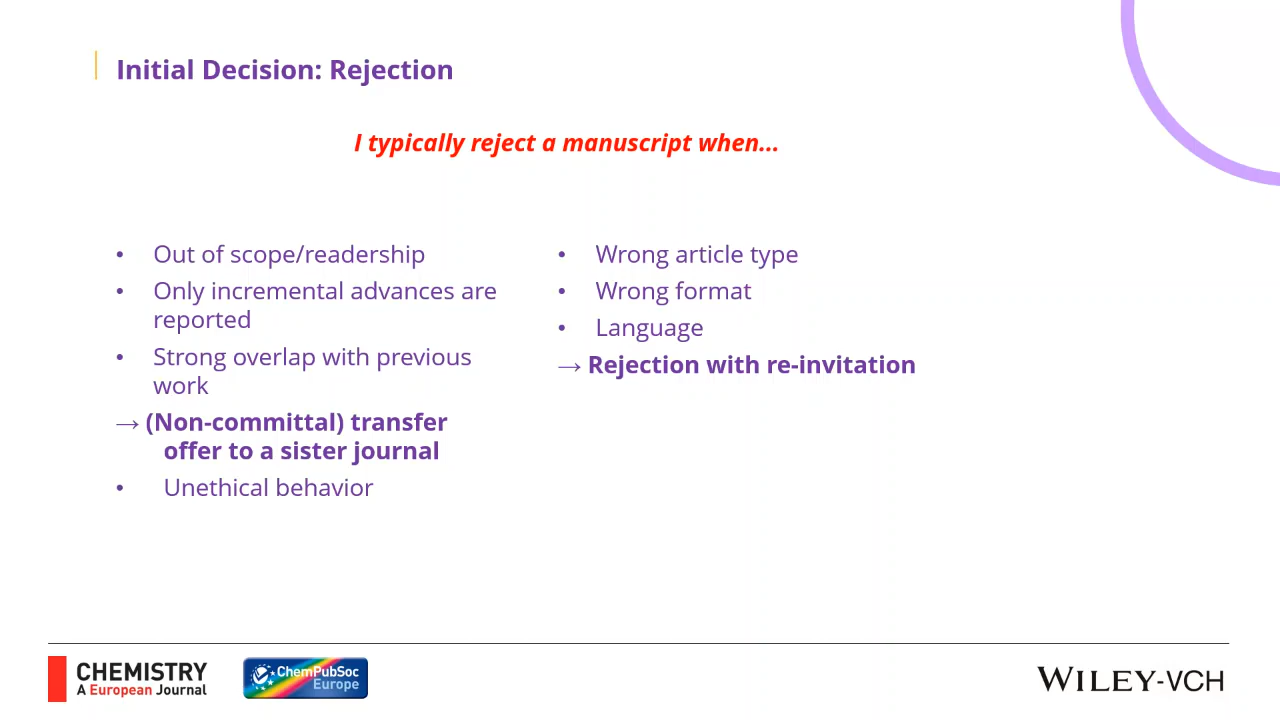 Initial Decision: Rejection
I typically reject a manuscript when...
• Out of scope/readership
• Only incremental advances are
reported
• Strong overlap with previous
work
→ (Non-committal) transfer
offer to a sister journal
• Unethical behavior
• Wrong article type
• Wrong format
• Language
→ Rejection with re-invitation
CHEMISTRY
A European Journal
ChemPubSoc
Europe
WILEY-VCH